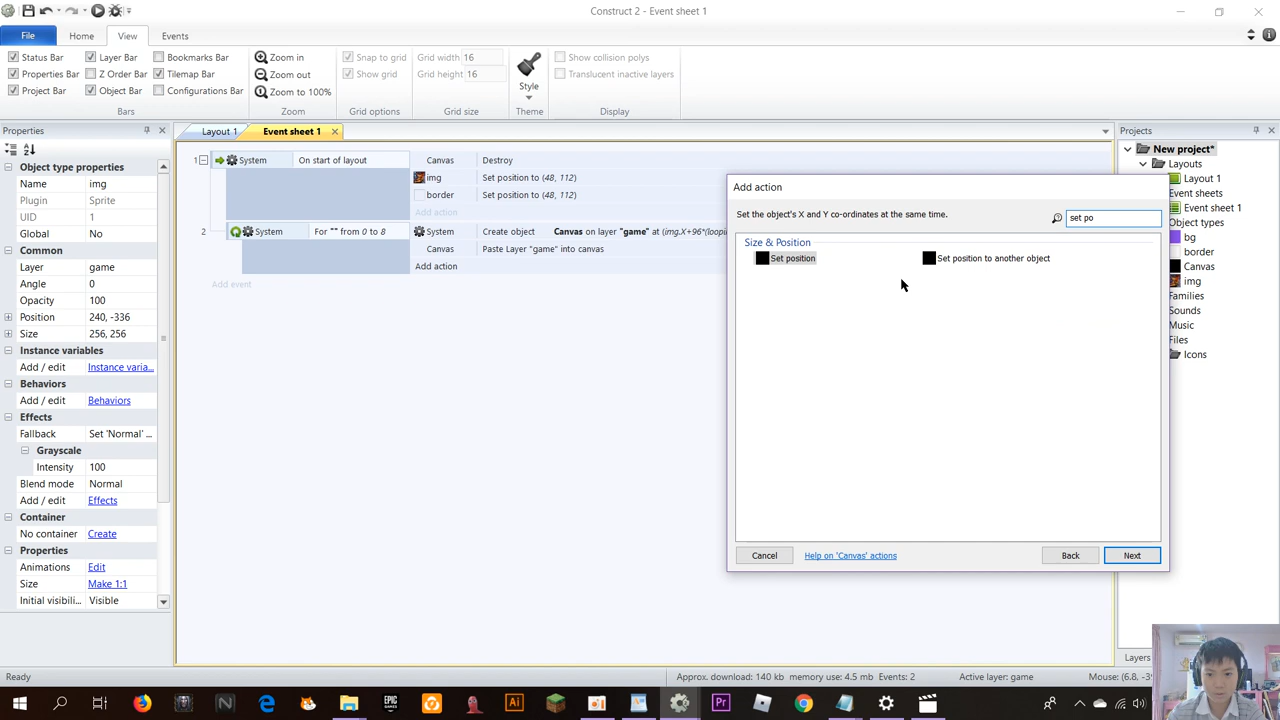 Construct 2 - Event sheet 1
File Home View Events
Status Bar Layer Bar Bookmarks Bar
Properties Bar Z Order Bar Tilemap Bar
Project Bar Object Bar Configurations Bar
Bars
Zoom in
Zoom out
Zoom to 100%
Zoom
Snap to grid
Show grid
Grid options
Grid width 16
Grid height 16
Grid size
Style
Theme
Show collision polys
Translucent inactive layers
Display
Properties
Object type properties
Name img
Plugin Sprite
UID 1
Global No
Common
Layer game
Angle 0
Opacity 100
Position 240, -336
Size 256, 256
Instance variables
Add / edit Instance varia...
Behaviors
Add / edit Behaviors
Effects
Fallback Set 'Normal' ...
Grayscale
Intensity 100
Blend mode Normal
Add / edit Effects
Container
No container Create
Properties
Animations Edit
Size Make 1:1
Initial visibili... Visible
Layout 1 Event sheet 1
1 System On start of layout Canvas Destroy
img Set position to (48, 112)
border Set position to (48, 112)
Add action
2 System For "" from 0 to 8 System Create object Canvas on layer "game" at (img.X+96*(loopin
Canvas Paste Layer "game" into canvas
Add action
Add event
Add action
Set the object's X and Y co-ordinates at the same time.
set po
Size & Position
Set position Set position to another object
Cancel Help on 'Canvas' actions Back Next
Projects
New project*
Layouts
Layout 1
Event sheets
Event sheet 1
Object types
bg
border
Canvas
img
Families
Sounds
Music
Files
Icons
Layers
Ready Approx. download: 140 kb memory use: 4.5 mb Events: 2 Active layer: game
EPIC GAMES Ai Pr